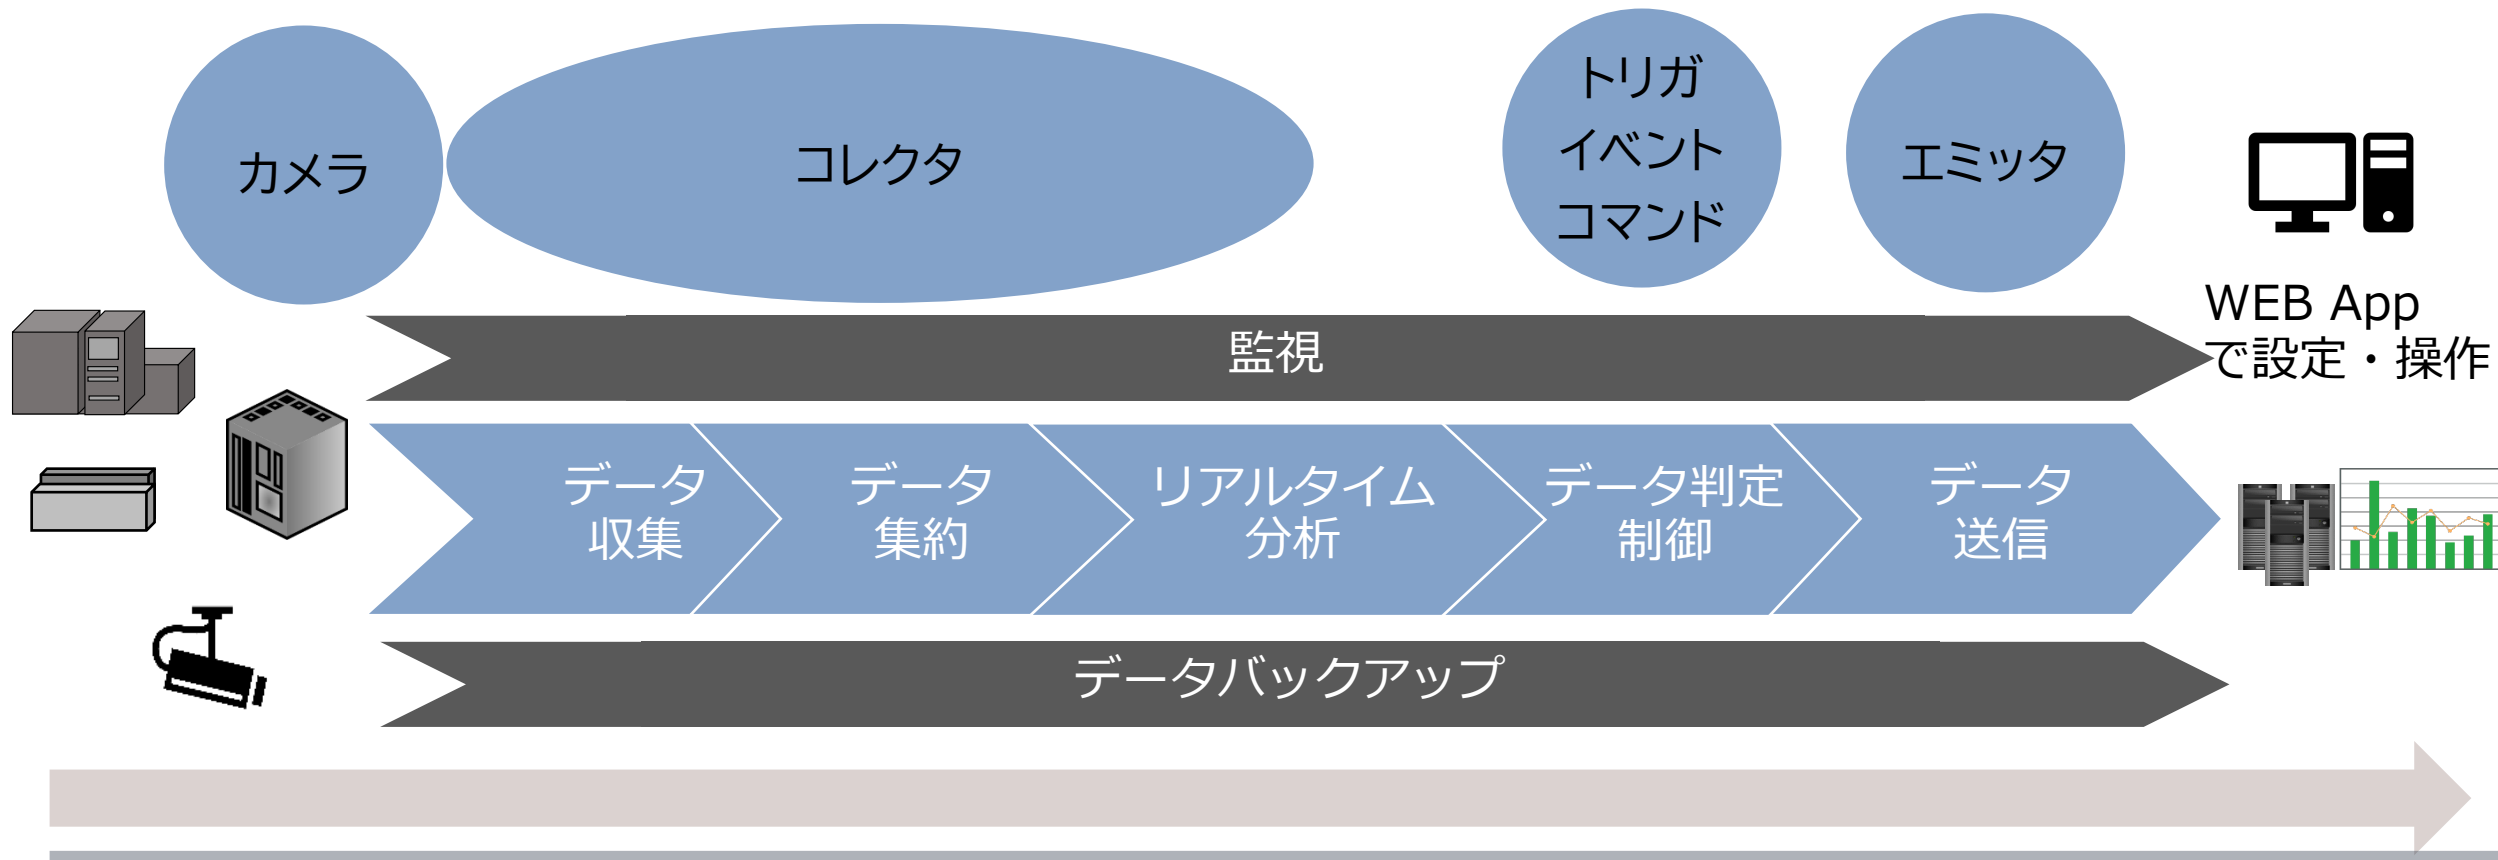 カメラ
コレクタ
トリガ
イベント
コマンド
エミッタ
WEB App
で設定・操作
監視
データ
収集
データ
集約
リアルタイム
分析
データ判定
制御
データ
送信
データバックアップ